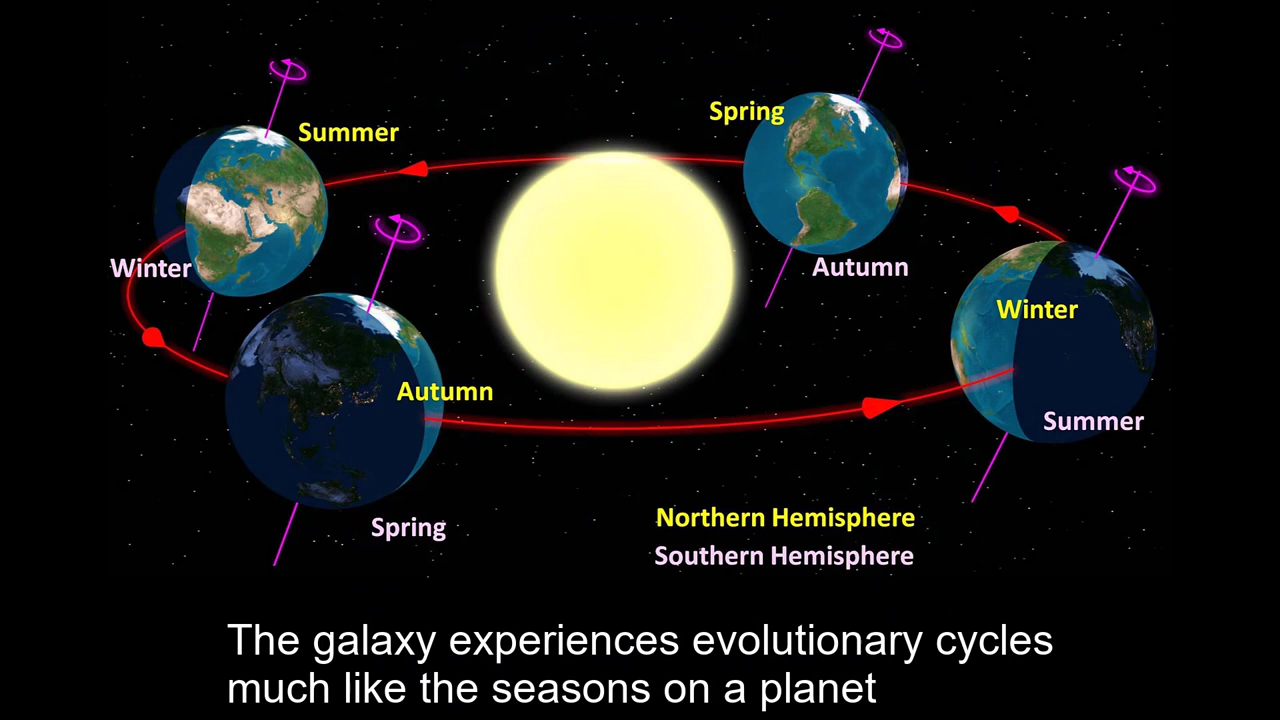 Spring
Summer
Winter
Autumn
Winter
Autumn
Summer
Spring
Northern Hemisphere
Southern Hemisphere
The galaxy experiences evolutionary cycles
much like the seasons on a planet